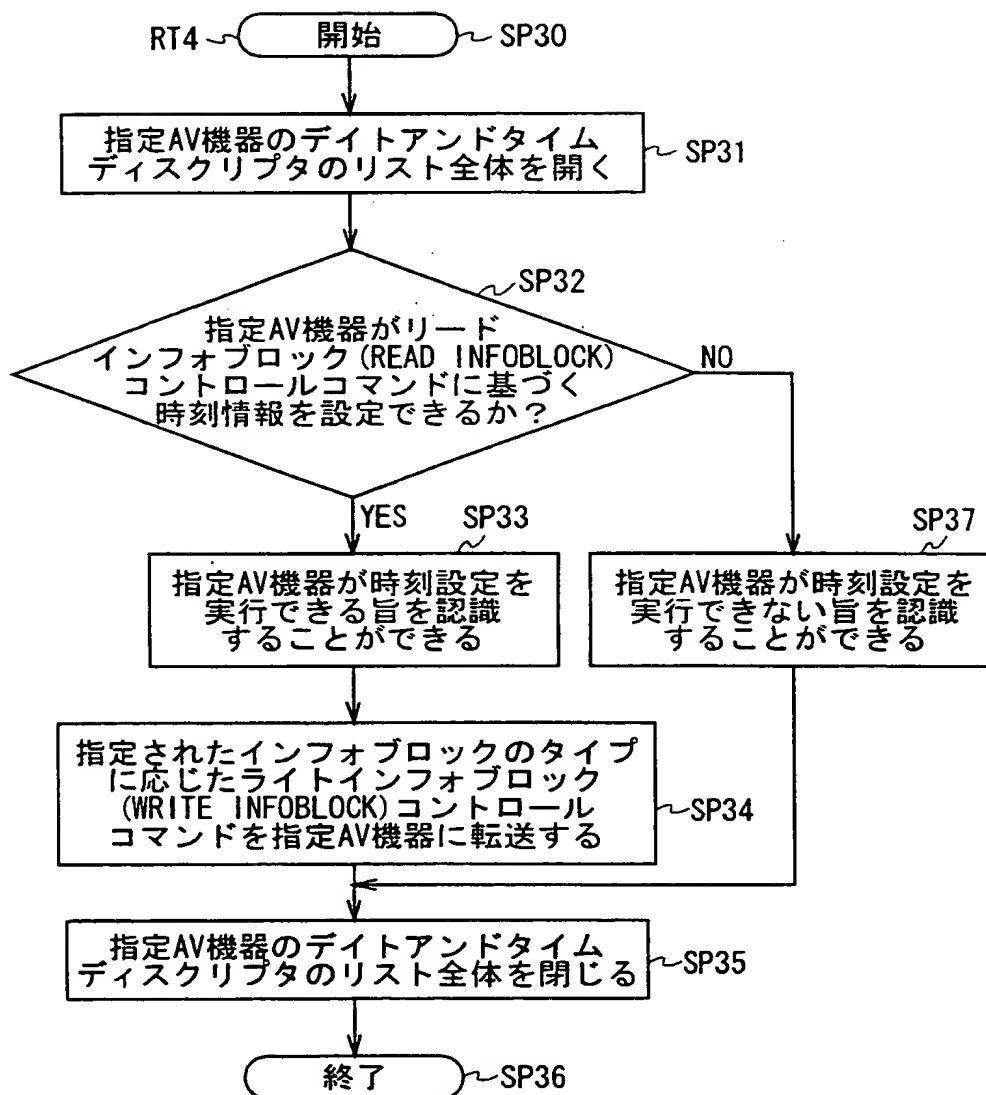 RT4
開始
SP30
指定AV機器のデイトアンドタイム
ディスクリプタのリスト全体を開く
SP31
SP32
指定AV機器がリード
インフォブロック(READ INFOBLOCK)
コントロールコマンドに基づく
時刻情報を設定できるか？
NO
YES
SP33
指定AV機器が時刻設定を
実行できる旨を認識
することができる
SP37
指定AV機器が時刻設定を
実行できない旨を認識
することができる
指定されたインフォブロックのタイプ
に応じたライトインフォブロック
(WRITE INFOBLOCK)コントロール
コマンドを指定AV機器に転送する
SP34
指定AV機器のデイトアンドタイム
ディスクリプタのリスト全体を閉じる
SP35
終了
SP36